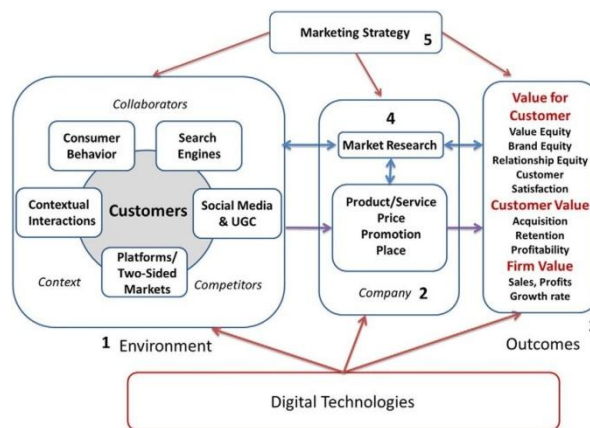 Marketing Strategy 5
Collaborators
Consumer
Behavior
Search
Engines
Contextual
Interactions
Customers
Social Media
& UGC
Platforms/
Two-Sided
Markets
Context
Competitors
1 Environment
4
Market Research
Product/Service
Price
Promotion
Place
Company 2
Value for
Customer
Value Equity
Brand Equity
Relationship Equity
Customer
Satisfaction
Customer Value
Acquisition
Retention
Profitability
Firm Value
Sales, Profits
Growth rate
Outcomes
Digital Technologies